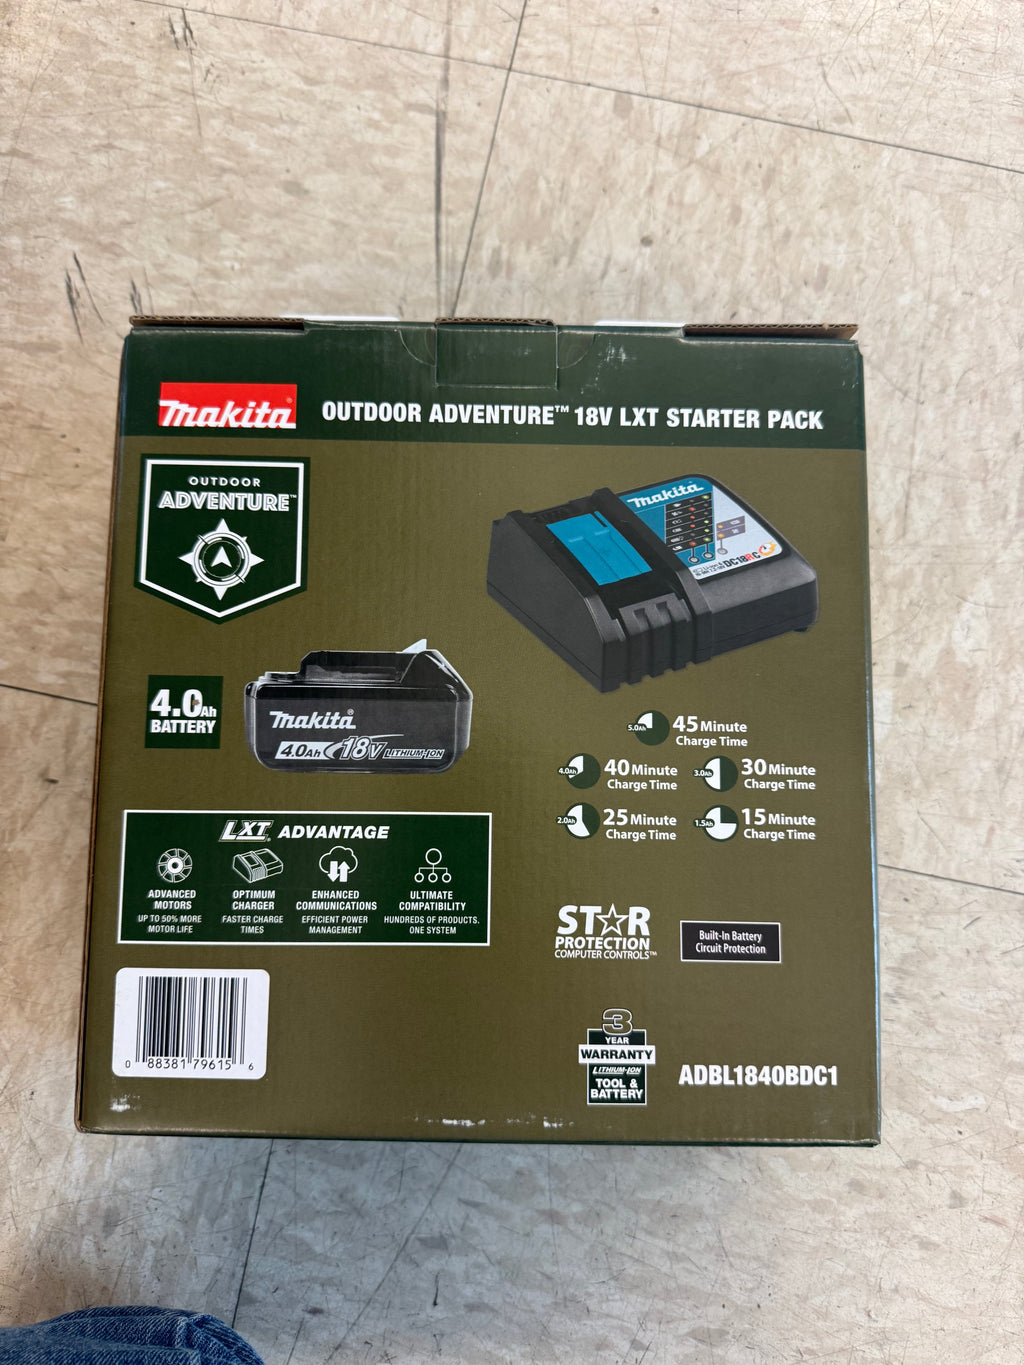 makita
OUTDOOR ADVENTURE™ 18V LXT STARTER PACK
OUTDOOR
ADVENTURE™
makita
DC18RC
4.0Ah
BATTERY
makita®
4.0Ah 18V LITHIUM-ION
5.0Ah 45 Minute
Charge Time
4.0Ah 40 Minute
Charge Time
3.0Ah 30 Minute
Charge Time
2.0Ah 25 Minute
Charge Time
1.5Ah 15 Minute
Charge Time
LXT® ADVANTAGE
ADVANCED
MOTORS
UP TO 50% MORE
MOTOR LIFE
OPTIMUM
CHARGER
FASTER CHARGE
TIMES
ENHANCED
COMMUNICATIONS
EFFICIENT POWER
MANAGEMENT
ULTIMATE
COMPATIBILITY
HUNDREDS OF PRODUCTS.
ONE SYSTEM
STAR
PROTECTION
COMPUTER CONTROLS™
Built-In Battery
Circuit Protection
0 88381 79615 6
3
YEAR
WARRANTY
LITHIUM-ION
TOOL &
BATTERY
ADBL1840BDC1